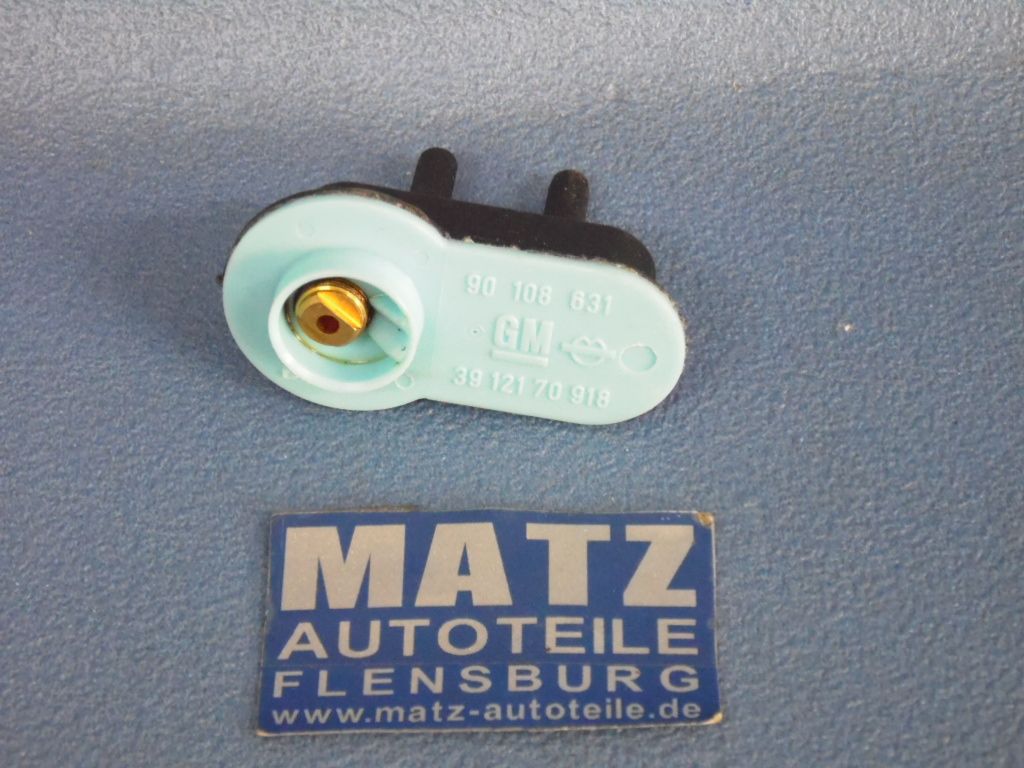 90 108 631
GM
39 121 70 918
MATZ
AUTOTEILE
FLENSBURG
www.matz-autoteile.de